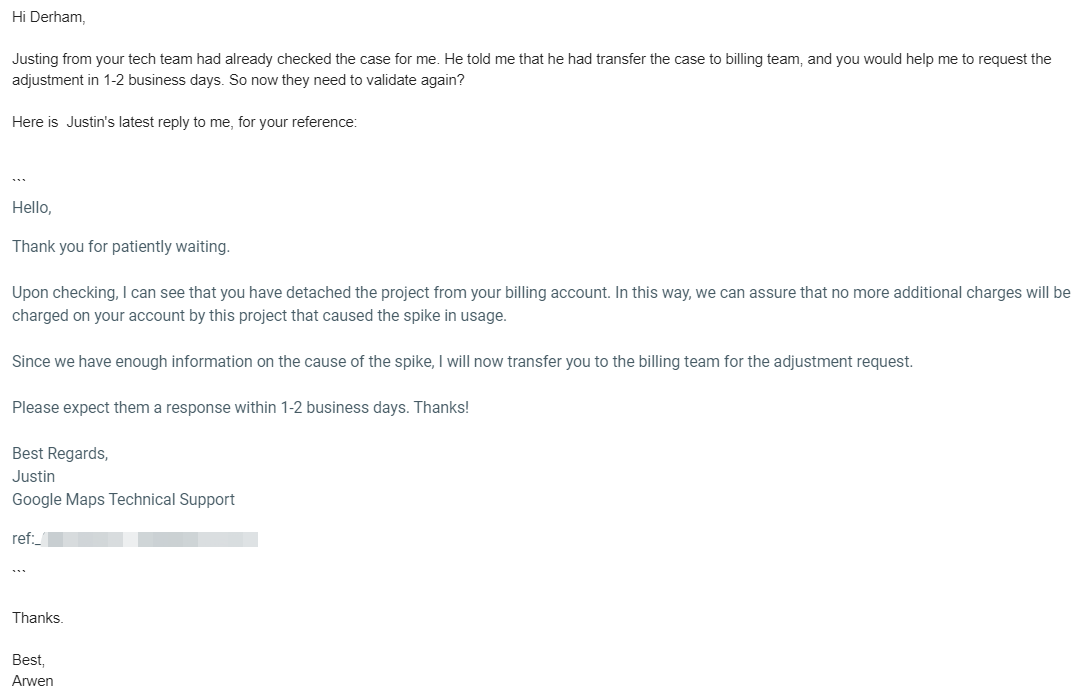 Hi Derham,
Justing from your tech team had already checked the case for me. He told me that he had transfer the case to billing team, and you would help me to request the
adjustment in 1-2 business days. So now they need to validate again?
Here is  Justin's latest reply to me, for your reference:
```
Hello,
Thank you for patiently waiting.
Upon checking, I can see that you have detached the project from your billing account. In this way, we can assure that no more additional charges will be
charged on your account by this project that caused the spike in usage.
Since we have enough information on the cause of the spike, I will now transfer you to the billing team for the adjustment request.
Please expect them a response within 1-2 business days. Thanks!
Best Regards,
Justin
Google Maps Technical Support
ref:_
```
Thanks.
Best,
Arwen